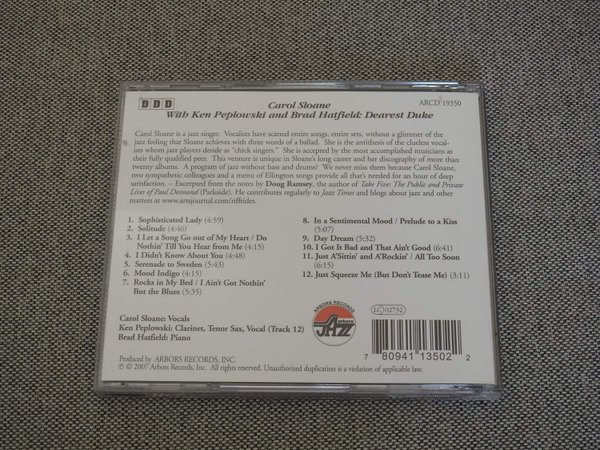 DDD
Carol Sloane
ARCD 19350
With Ken Peplowski and Brad Hatfield: Dearest Duke
Carol Sloane is a jazz singer. Vocalists have scatted entire songs, entire sets, without a glimmer of the
jazz feeling that Sloane achieves with three words of a ballad. She is the antithesis of the clueless vocal-
ists whom jazz players deride as “chick singers.” She is accepted by the most accomplished musicians as
their fully qualified peer. This venture is unique in Sloane's long career and her discography of more than
twenty albums. A program of jazz without bass and drums? We never miss them because Carol Sloane,
two sympathetic colleagues and a menu of Ellington songs provide all that's needed for an hour of deep
satisfaction. – Excerpted from the notes by Doug Ramsey, author of Take Five: The Public and Private
Lives of Paul Desmond (Parkside). He contributes regularly to Jazz Times and blogs about jazz and other
matters at www.artsjournal.com/rifftides.
1. Sophisticated Lady (4:59)
2. Solitude (4:46)
3. I Let a Song Go out of My Heart / Do
Nothin' Till You Hear from Me (4:15)
4. I Didn't Know About You (4:48)
5. Serenade to Sweden (5:43)
6. Mood Indigo (4:15)
7. Rocks in My Bed / I Ain't Got Nothin'
But the Blues (5:35)
8. In a Sentimental Mood / Prelude to a Kiss
(5:07)
9. Day Dream (5:32)
10. I Got It Bad and That Ain't Good (6:41)
11. Just A'Sittin' and A'Rockin' / All Too Soon
(6:15)
12. Just Squeeze Me (But Don't Tease Me) (3:11)
Carol Sloane: Vocals
Ken Peplowski: Clarinet, Tenor Sax, Vocal (Track 12)
Brad Hatfield: Piano
ARBORS RECORDS
Arbors
JAZZ
LC 02752
7 80941 13502 2
Produced by ARBORS RECORDS, INC.
℗ © 2007 Arbors Records, Inc. All rights reserved. Unauthorized duplication is a violation of applicable law.